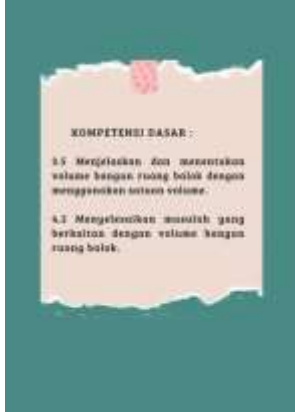 KOMPETENSI DASAR :
3.5 Menjelaskan dan menentukan
volume bangun ruang balok dengan
menggunakan satuan volume.
4.3 Menyelesaikan masalah yang
berkaitan dengan volume bangun
ruang balok.